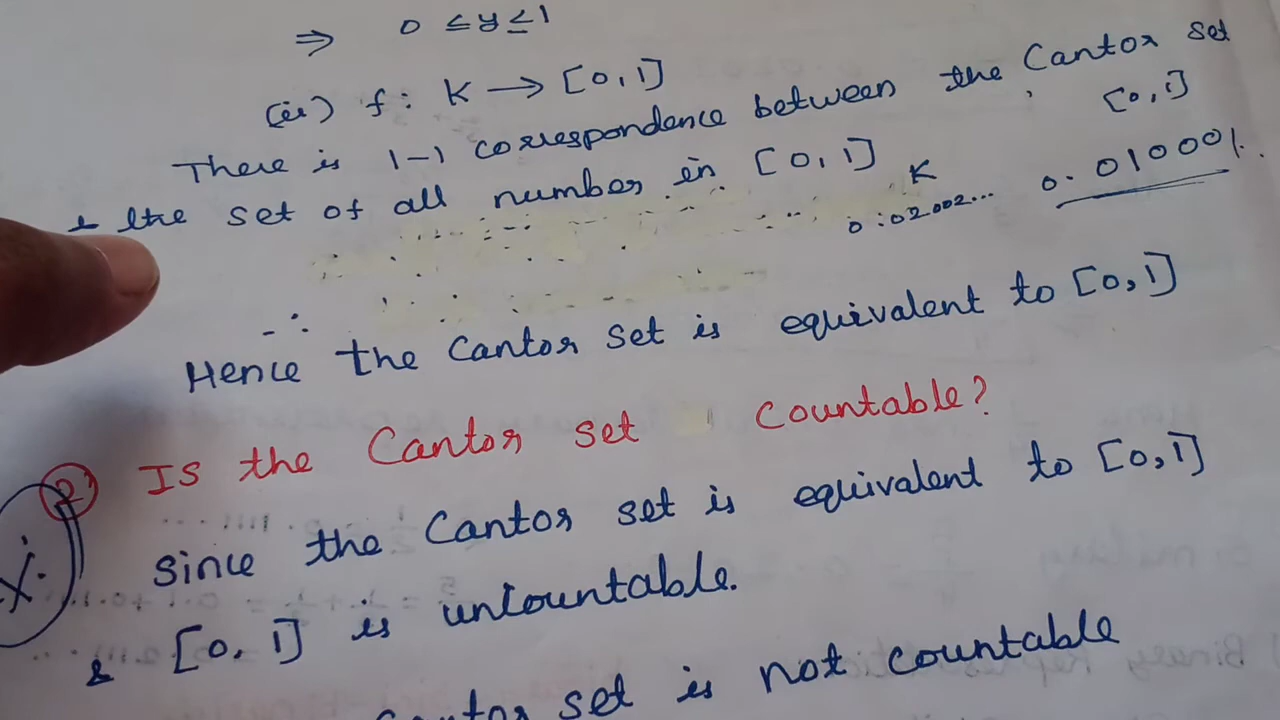 ⇒ 0 ≤ y ≤ 1
(ii) f : K → [0, 1]
There is 1-1 correspondence between the Cantor set
& the set of all number in [0, 1]
K [0, 1]
0.02002... 0.01000
∴
Hence the Cantor set is equivalent to [0, 1]
2) Is the Cantor set countable?
Since the Cantor set is equivalent to [0, 1]
& [0, 1] is uncountable.
Cantor set is not countable